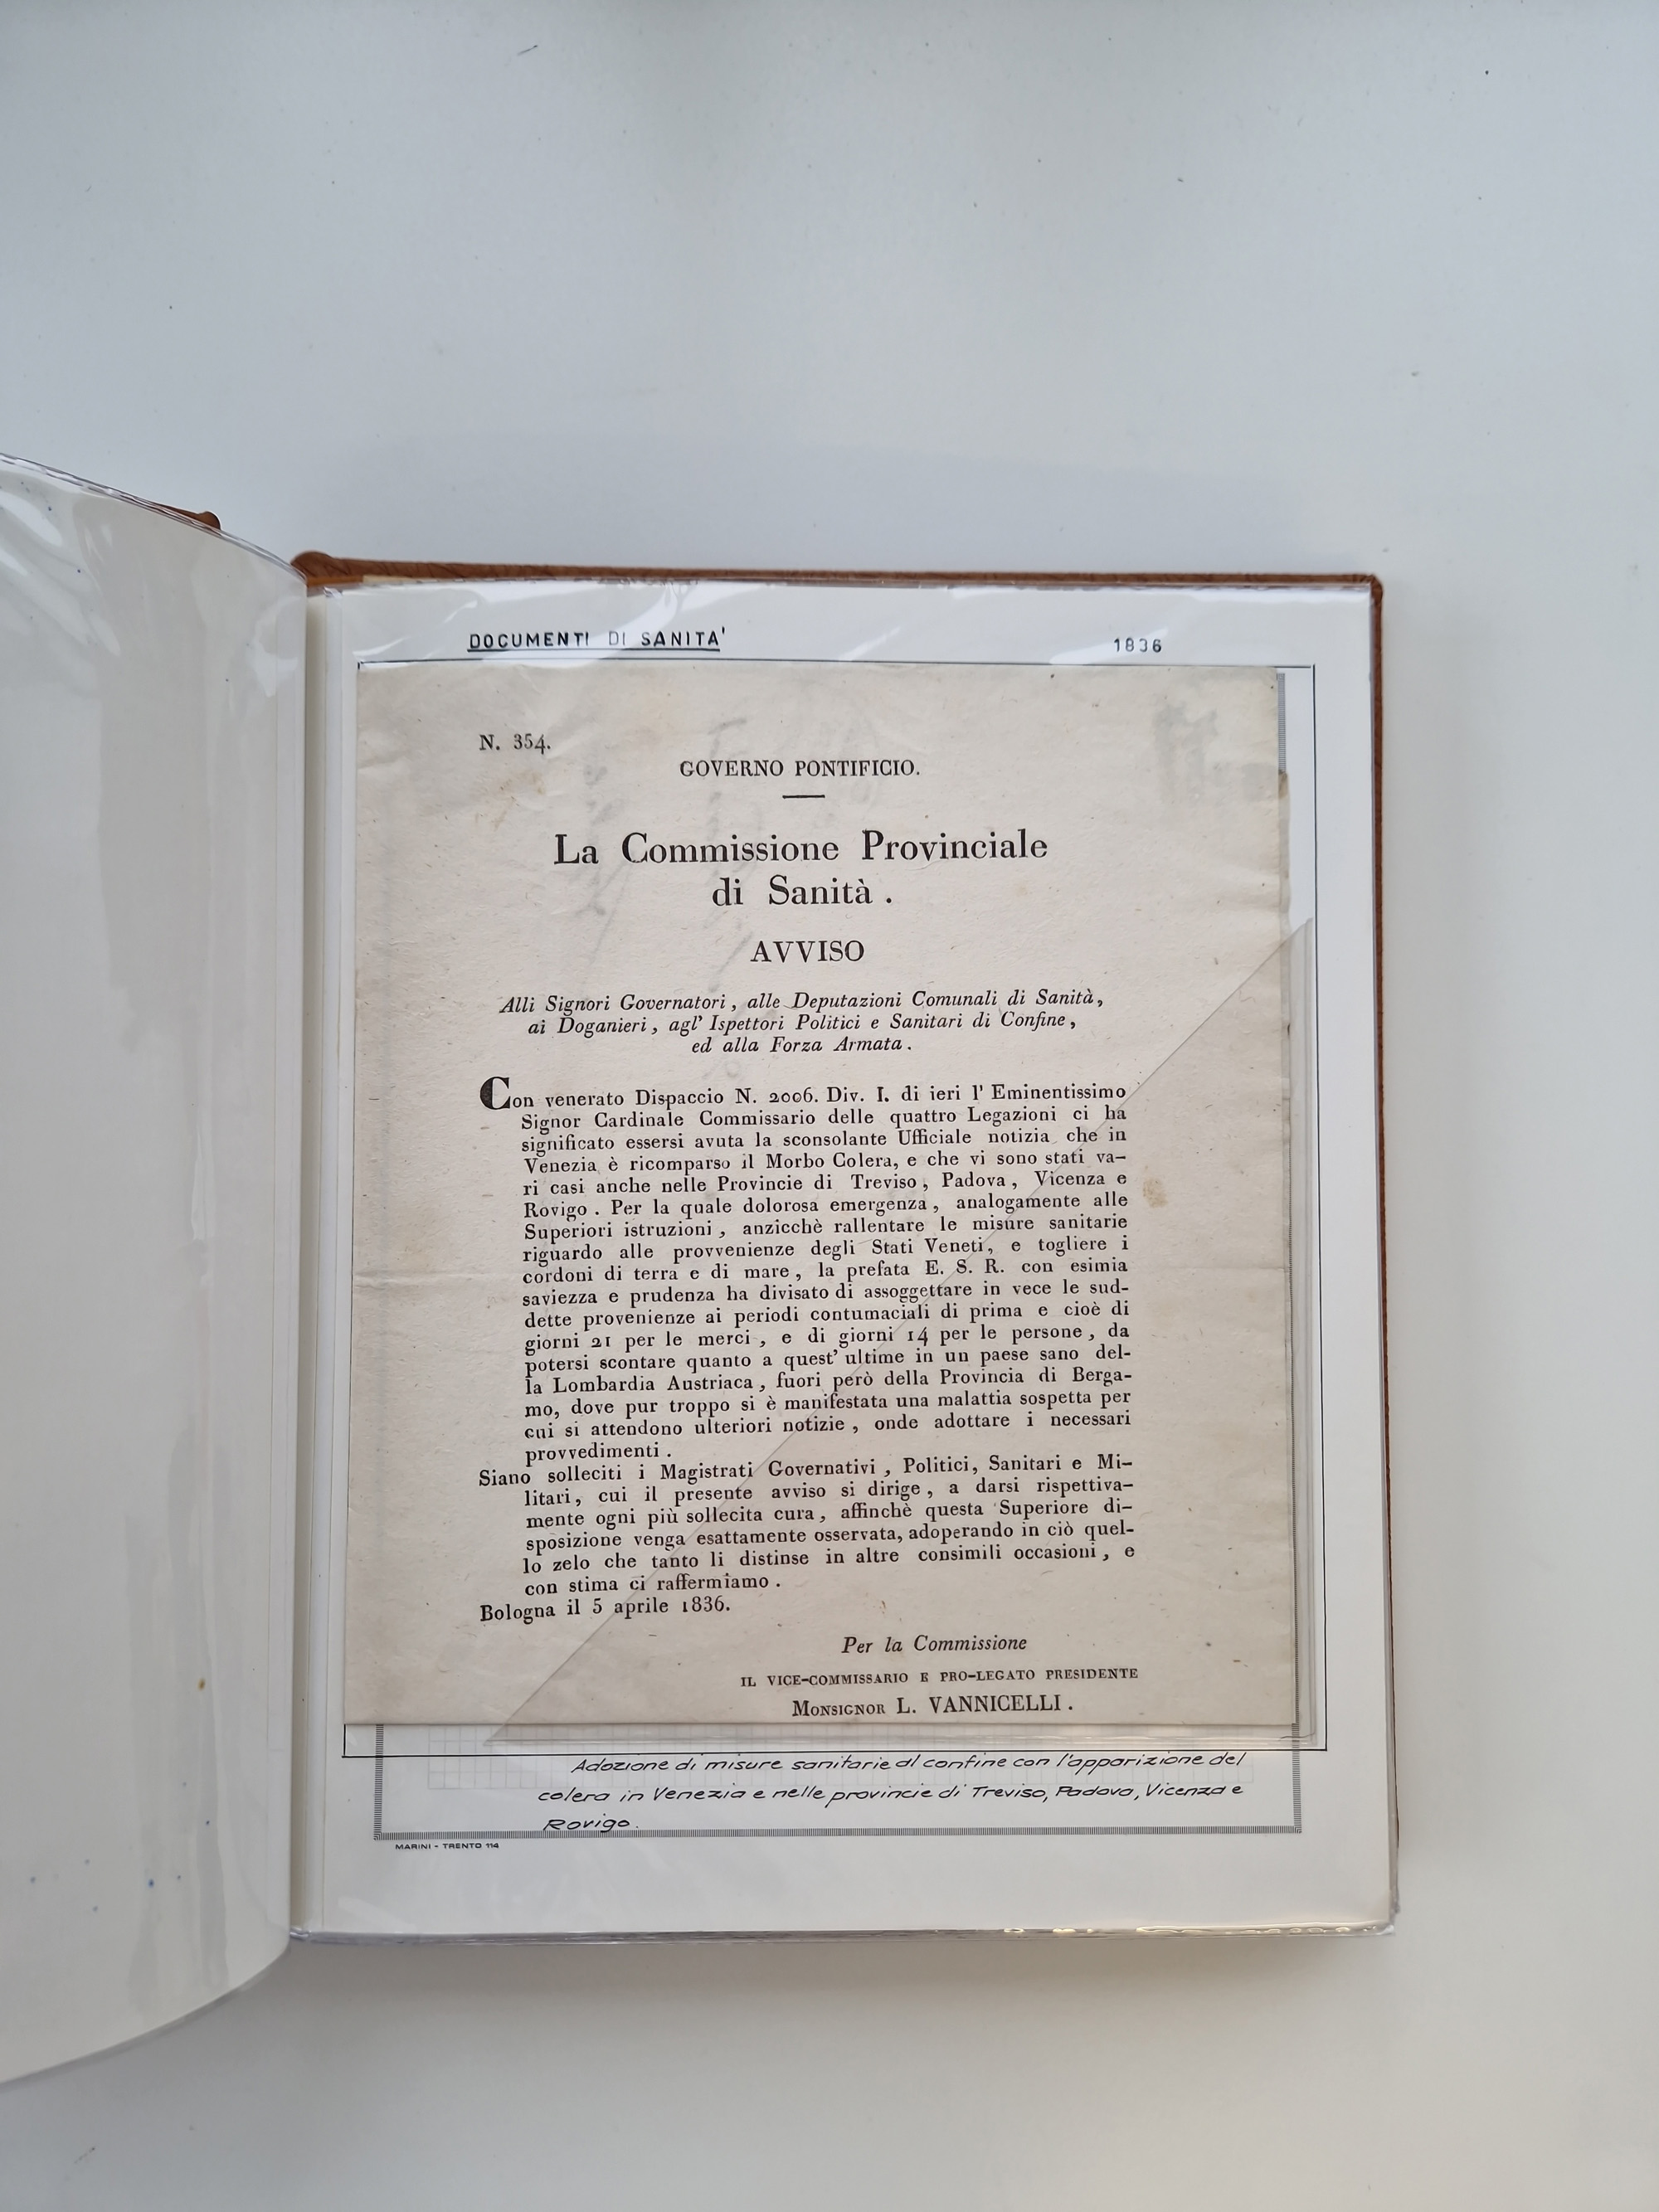 DOCUMENTI DI SANITA'
1836
N. 354.
GOVERNO PONTIFICIO.
La Commissione Provinciale
di Sanità .
AVVISO
Alli Signori Governatori , alle Deputazioni Comunali di Sanità ,
ai Doganieri , agl' Ispettori Politici e Sanitari di Confine ,
ed alla Forza Armata .
Con venerato Dispaccio N. 2006. Div. I. di ieri l' Eminentissimo
Signor Cardinale Commissario delle quattro Legazioni ci ha
significato essersi avuta la sconsolante Ufficiale notizia che in
Venezia è ricomparso il Morbo Colera, e che vi sono stati va-
ri casi anche nelle Provincie di Treviso , Padova , Vicenza e
Rovigo . Per la quale dolorosa emergenza , analogamente alle
Superiori istruzioni , anzicchè rallentare le misure sanitarie
riguardo alle provvenienze degli Stati Veneti, e togliere i
cordoni di terra e di mare , la prefata E. S. R. con esimia
saviezza e prudenza ha divisato di assoggettare in vece le sud-
dette provenienze ai periodi contumaciali di prima e cioè di
giorni 21 per le merci , e di giorni 14 per le persone , da
potersi scontare quanto a quest' ultime in un paese sano del-
la Lombardia Austriaca , fuori però della Provincia di Berga-
mo, dove pur troppo si è manifestata una malattia sospetta per
cui si attendono ulteriori notizie , onde adottare i necessari
provvedimenti .
Siano solleciti i Magistrati Governativi , Politici, Sanitari e Mi-
litari , cui il presente avviso si dirige , a darsi rispettiva-
mente ogni più sollecita cura , affinchè questa Superiore di-
sposizione venga esattamente osservata, adoperando in ciò quel-
lo zelo che tanto li distinse in altre consimili occasioni , e
con stima ci raffermiamo .
Bologna il 5 aprile 1836.
Per la Commissione
IL VICE-COMMISSARIO E PRO-LEGATO PRESIDENTE
Monsignor L. VANNICELLI .
Adozione di misure sanitarie al confine con l'apparizione del
colera in Venezia e nelle provincie di Treviso, Padova, Vicenza e
Rovigo.
MARINI - TRENTO 114